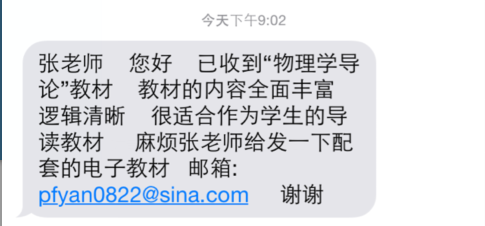 今天下午9:02
张老师 您好 已收到“物理学导
论”教材 教材的内容全面丰富
逻辑清晰 很适合作为学生的导
读教材 麻烦张老师给发一下配
套的电子教材 邮箱:
pfyan0822@sina.com 谢谢